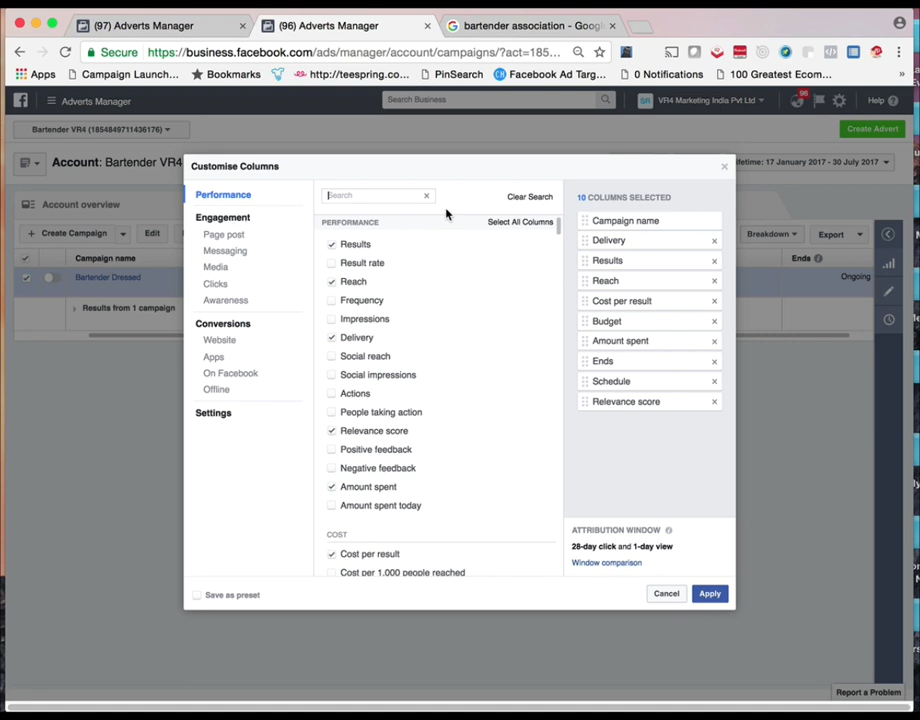 (97) Adverts Manager
(96) Adverts Manager
bartender association - Goog
Secure
https://business.facebook.com/ads/manager/account/campaigns/?act=185...
Apps
Campaign Launch...
Bookmarks
http://teespring.co...
PinSearch
Facebook Ad Targ...
0 Notifications
100 Greatest Ecom...
Adverts Manager
Search Business
SR
VR4 Marketing India Pvt Ltd
96
Help
Bartender VR4 (1854849711436176)
Create Advert
Account: Bartender VR4
ifetime: 17 January 2017 - 30 July 2017
Account overview
Create Campaign
Edit
Breakdown
Export
Campaign name
Ends
Bartender Dressed
Ongoing
Results from 1 campaign
Customise Columns
Performance
Engagement
Page post
Messaging
Media
Clicks
Awareness
Conversions
Website
Apps
On Facebook
Offline
Settings
Search
Clear Search
PERFORMANCE
Select All Columns
Results
Result rate
Reach
Frequency
Impressions
Delivery
Social reach
Social impressions
Actions
People taking action
Relevance score
Positive feedback
Negative feedback
Amount spent
Amount spent today
COST
Cost per result
Cost per 1,000 people reached
10 COLUMNS SELECTED
Campaign name
Delivery
Results
Reach
Cost per result
Budget
Amount spent
Ends
Schedule
Relevance score
ATTRIBUTION WINDOW
28-day click and 1-day view
Window comparison
Save as preset
Cancel
Apply
Report a Problem